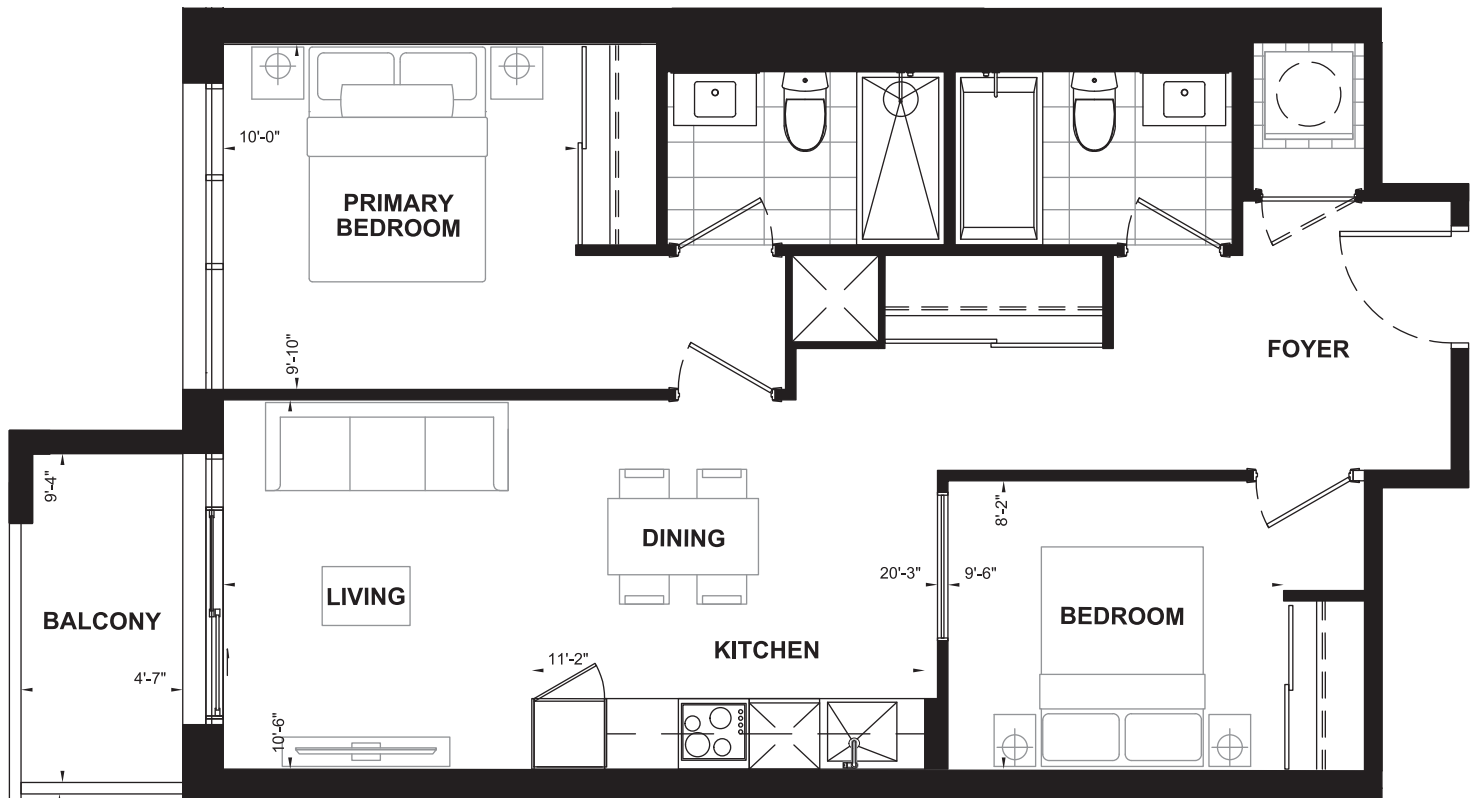 10'-0"
PRIMARY
BEDROOM
9'-10"
FOYER
9'-4"
8'-2"
DINING
20'-3"
9'-6"
LIVING
BALCONY
BEDROOM
KITCHEN
11'-2"
4'-7"
10'-6"